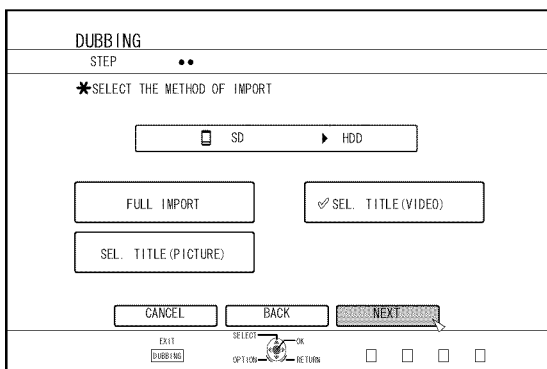 DUBBING
STEP
SELECT THE METHOD OF IMPORT
SD HDD
FULL IMPORT
SEL. TITLE(VIDEO)
SEL. TITLE(PICTURE)
CANCEL BACK NEXT
EXIT
DUBBING
SELECT
OK
OPTION
RETURN